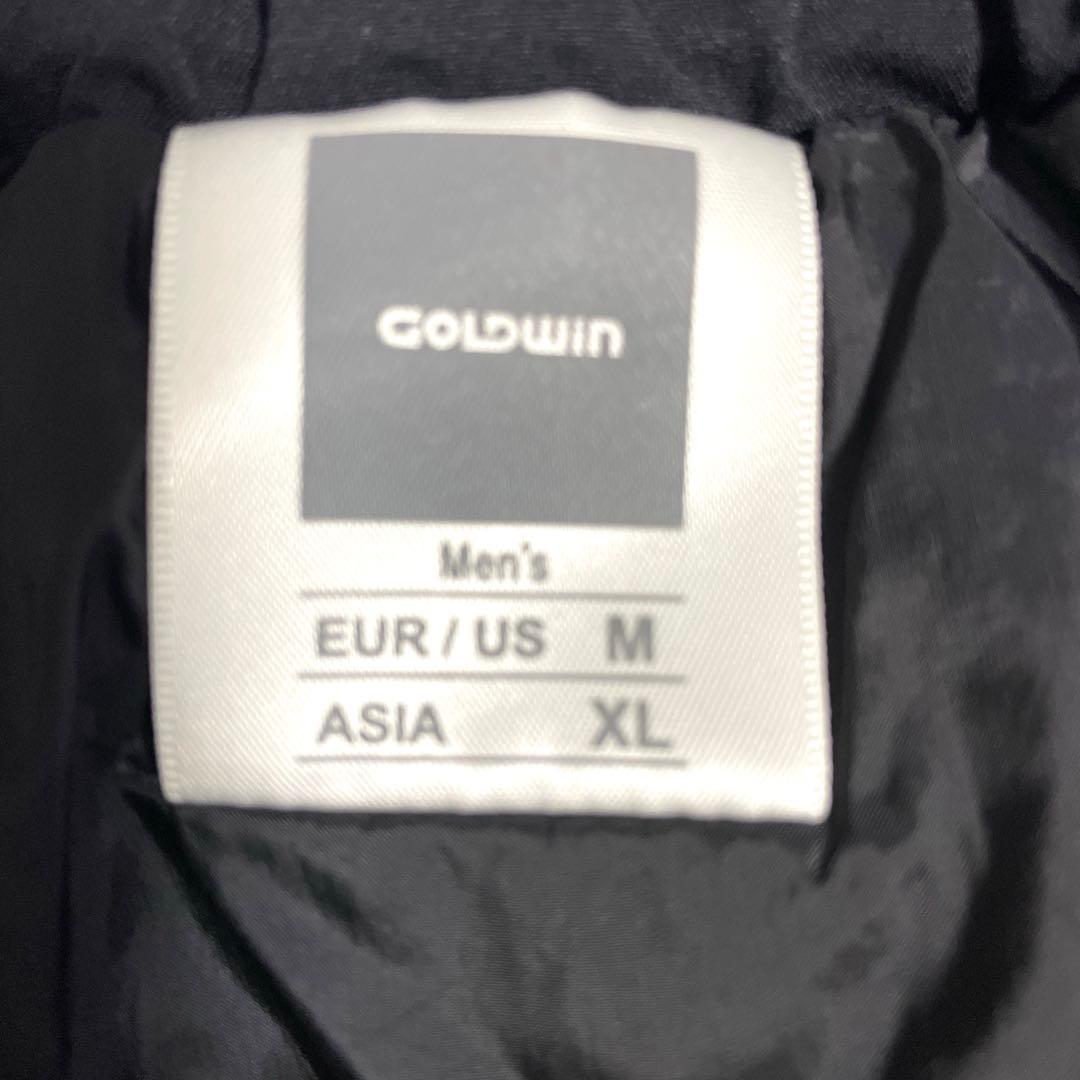 GOLDWIN
Men's
EUR / US M
ASIA XL